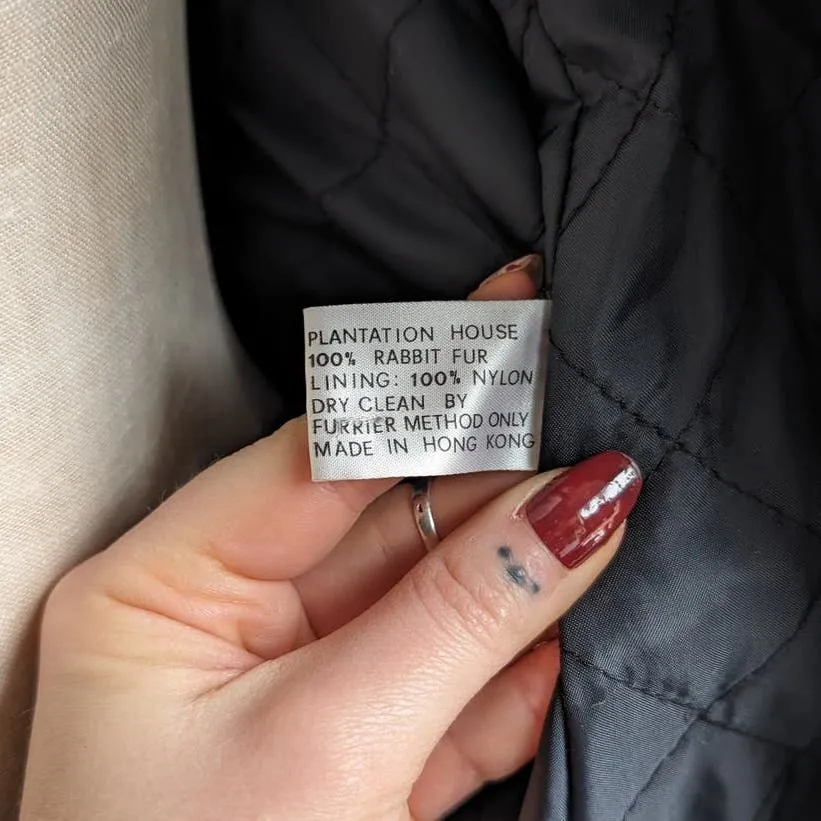 PLANTATION HOUSE
100% RABBIT FUR
LINING: 100% NYLON
DRY CLEAN BY
FURRIER METHOD ONLY
MADE IN HONG KONG